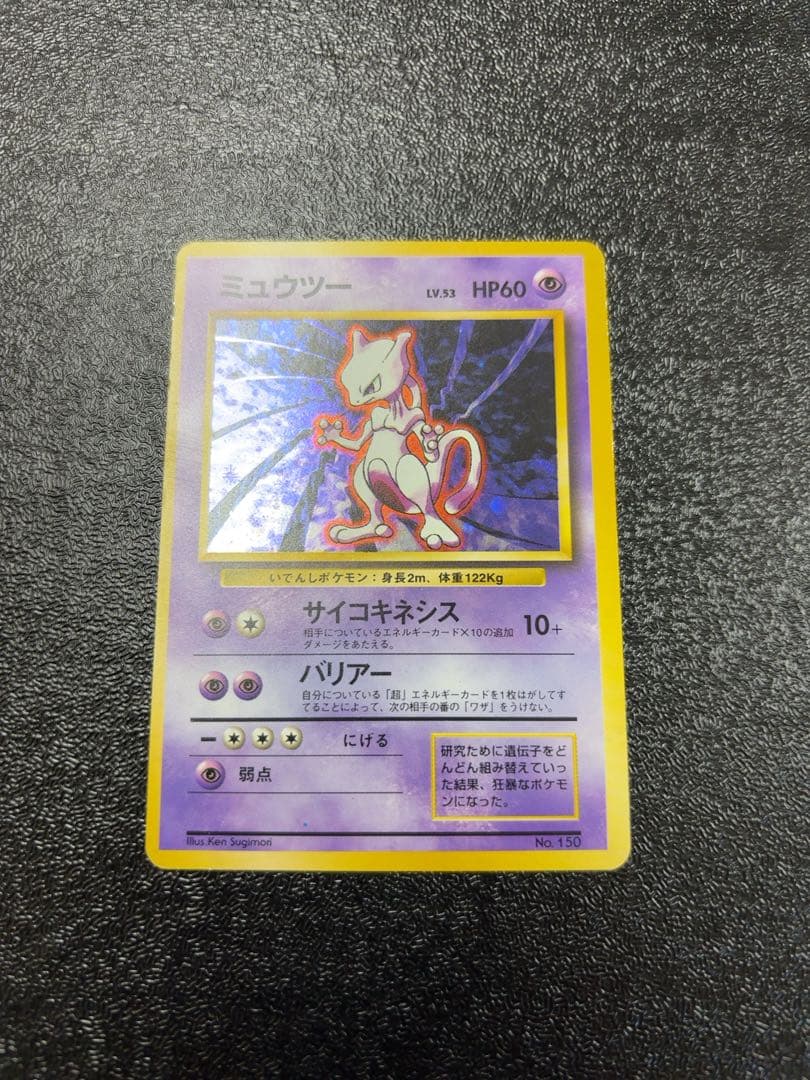 ミュウツー LV.53 HP60
いでんしポケモン：身長2m、体重122Kg
サイコキネシス 10+
相手についているエネルギーカード×10の追加
ダメージをあたえる。
バリアー
自分についている「超」エネルギーカードを1枚はがしてす
てることによって、次の相手の番の「ワザ」をうけない。
にげる
弱点
研究ために遺伝子をど
んどん組み替えていっ
た結果、狂暴なポケモ
ンになった。
Illus.Ken Sugimori No. 150